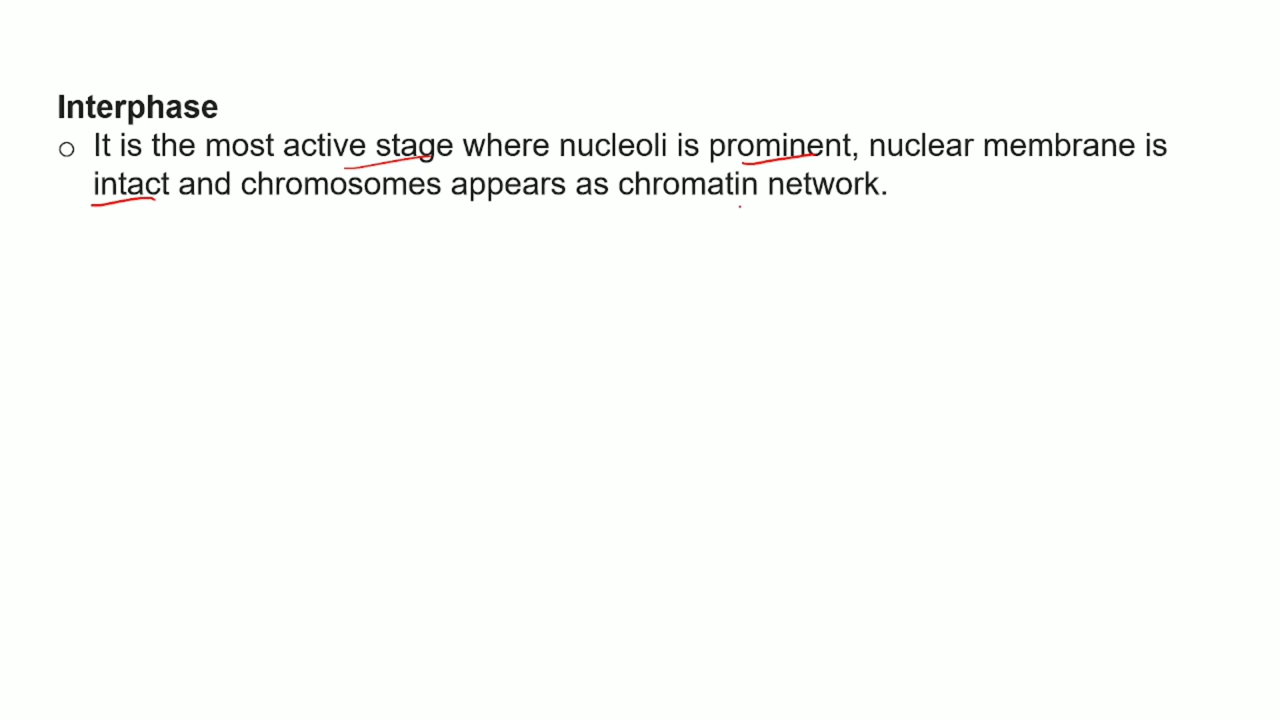 Interphase
o It is the most active stage where nucleoli is prominent, nuclear membrane is
intact and chromosomes appears as chromatin network.